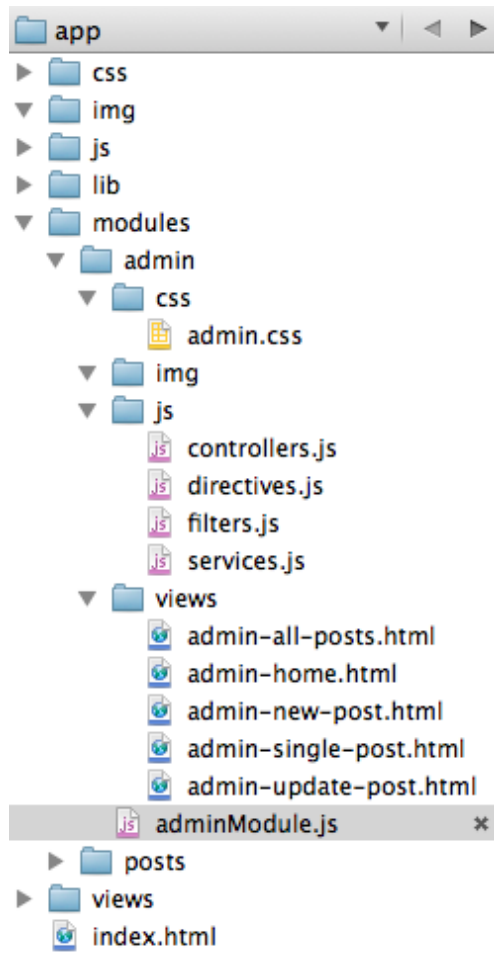 app
css
img
js
lib
modules
admin
css
admin.css
img
js
controllers.js
directives.js
filters.js
services.js
views
admin-all-posts.html
admin-home.html
admin-new-post.html
admin-single-post.html
admin-update-post.html
adminModule.js
posts
views
index.html